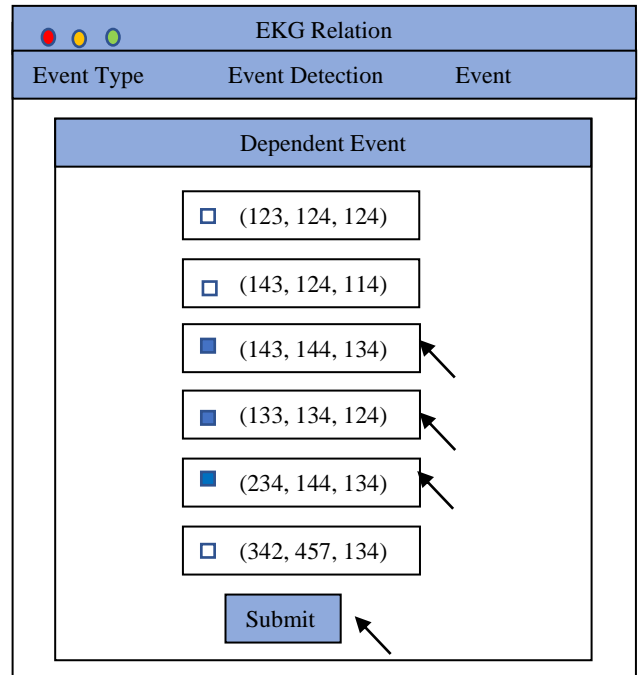 EKG Relation
Event Type Event Detection Event
Dependent Event
(123, 124, 124)
(143, 124, 114)
(143, 144, 134)
(133, 134, 124)
(234, 144, 134)
(342, 457, 134)
Submit